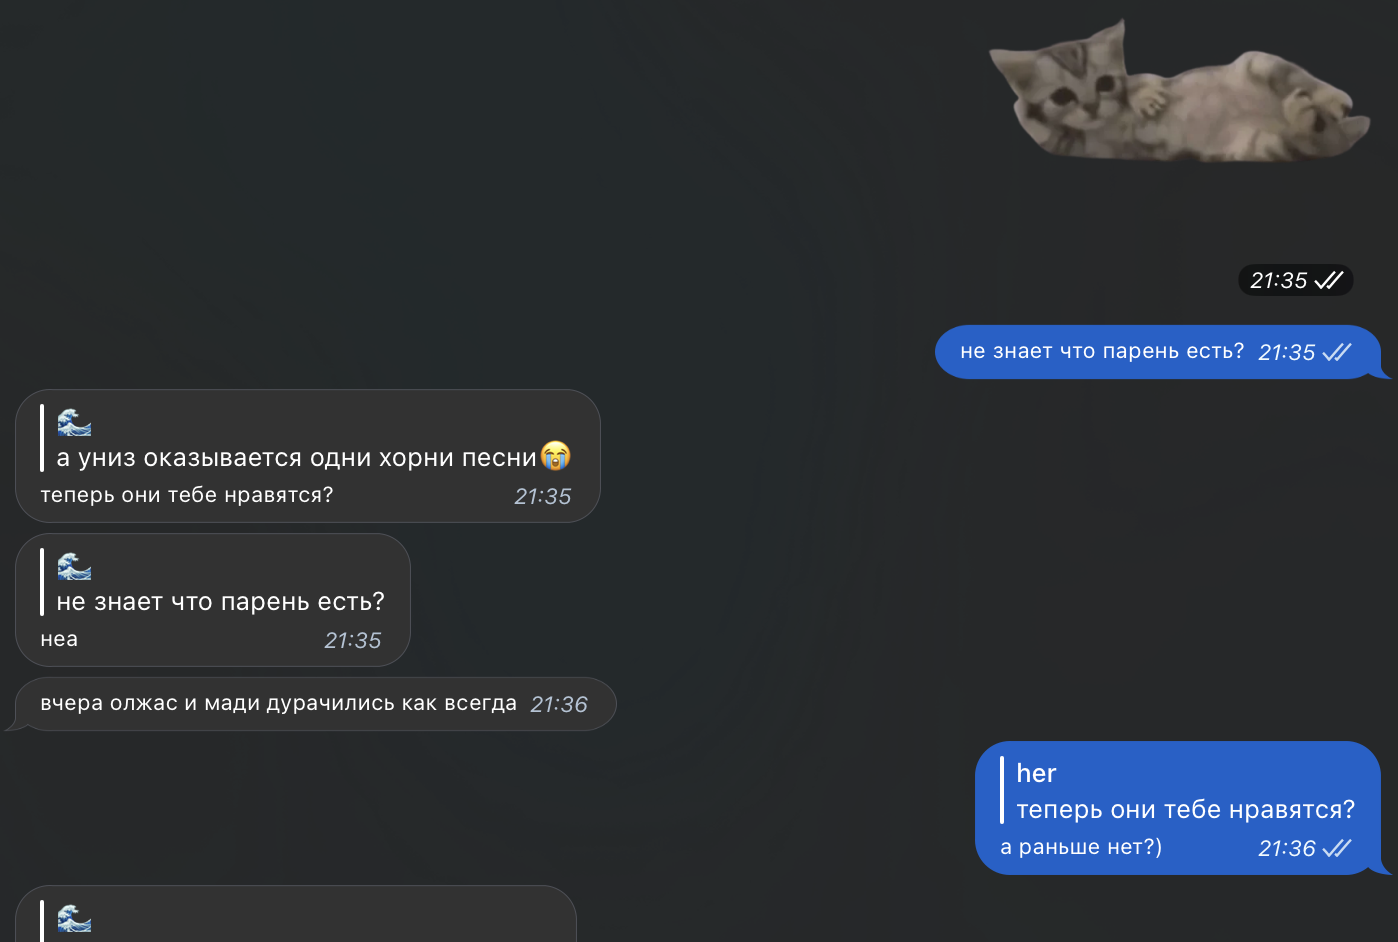 21:35
не знает что парень есть? 21:35
🌊
а униз оказывается одни хорни песни😭
теперь они тебе нравятся? 21:35
🌊
не знает что парень есть?
неа 21:35
вчера олжас и мади дурачились как всегда 21:36
her
теперь они тебе нравятся?
а раньше нет?) 21:36
🌊